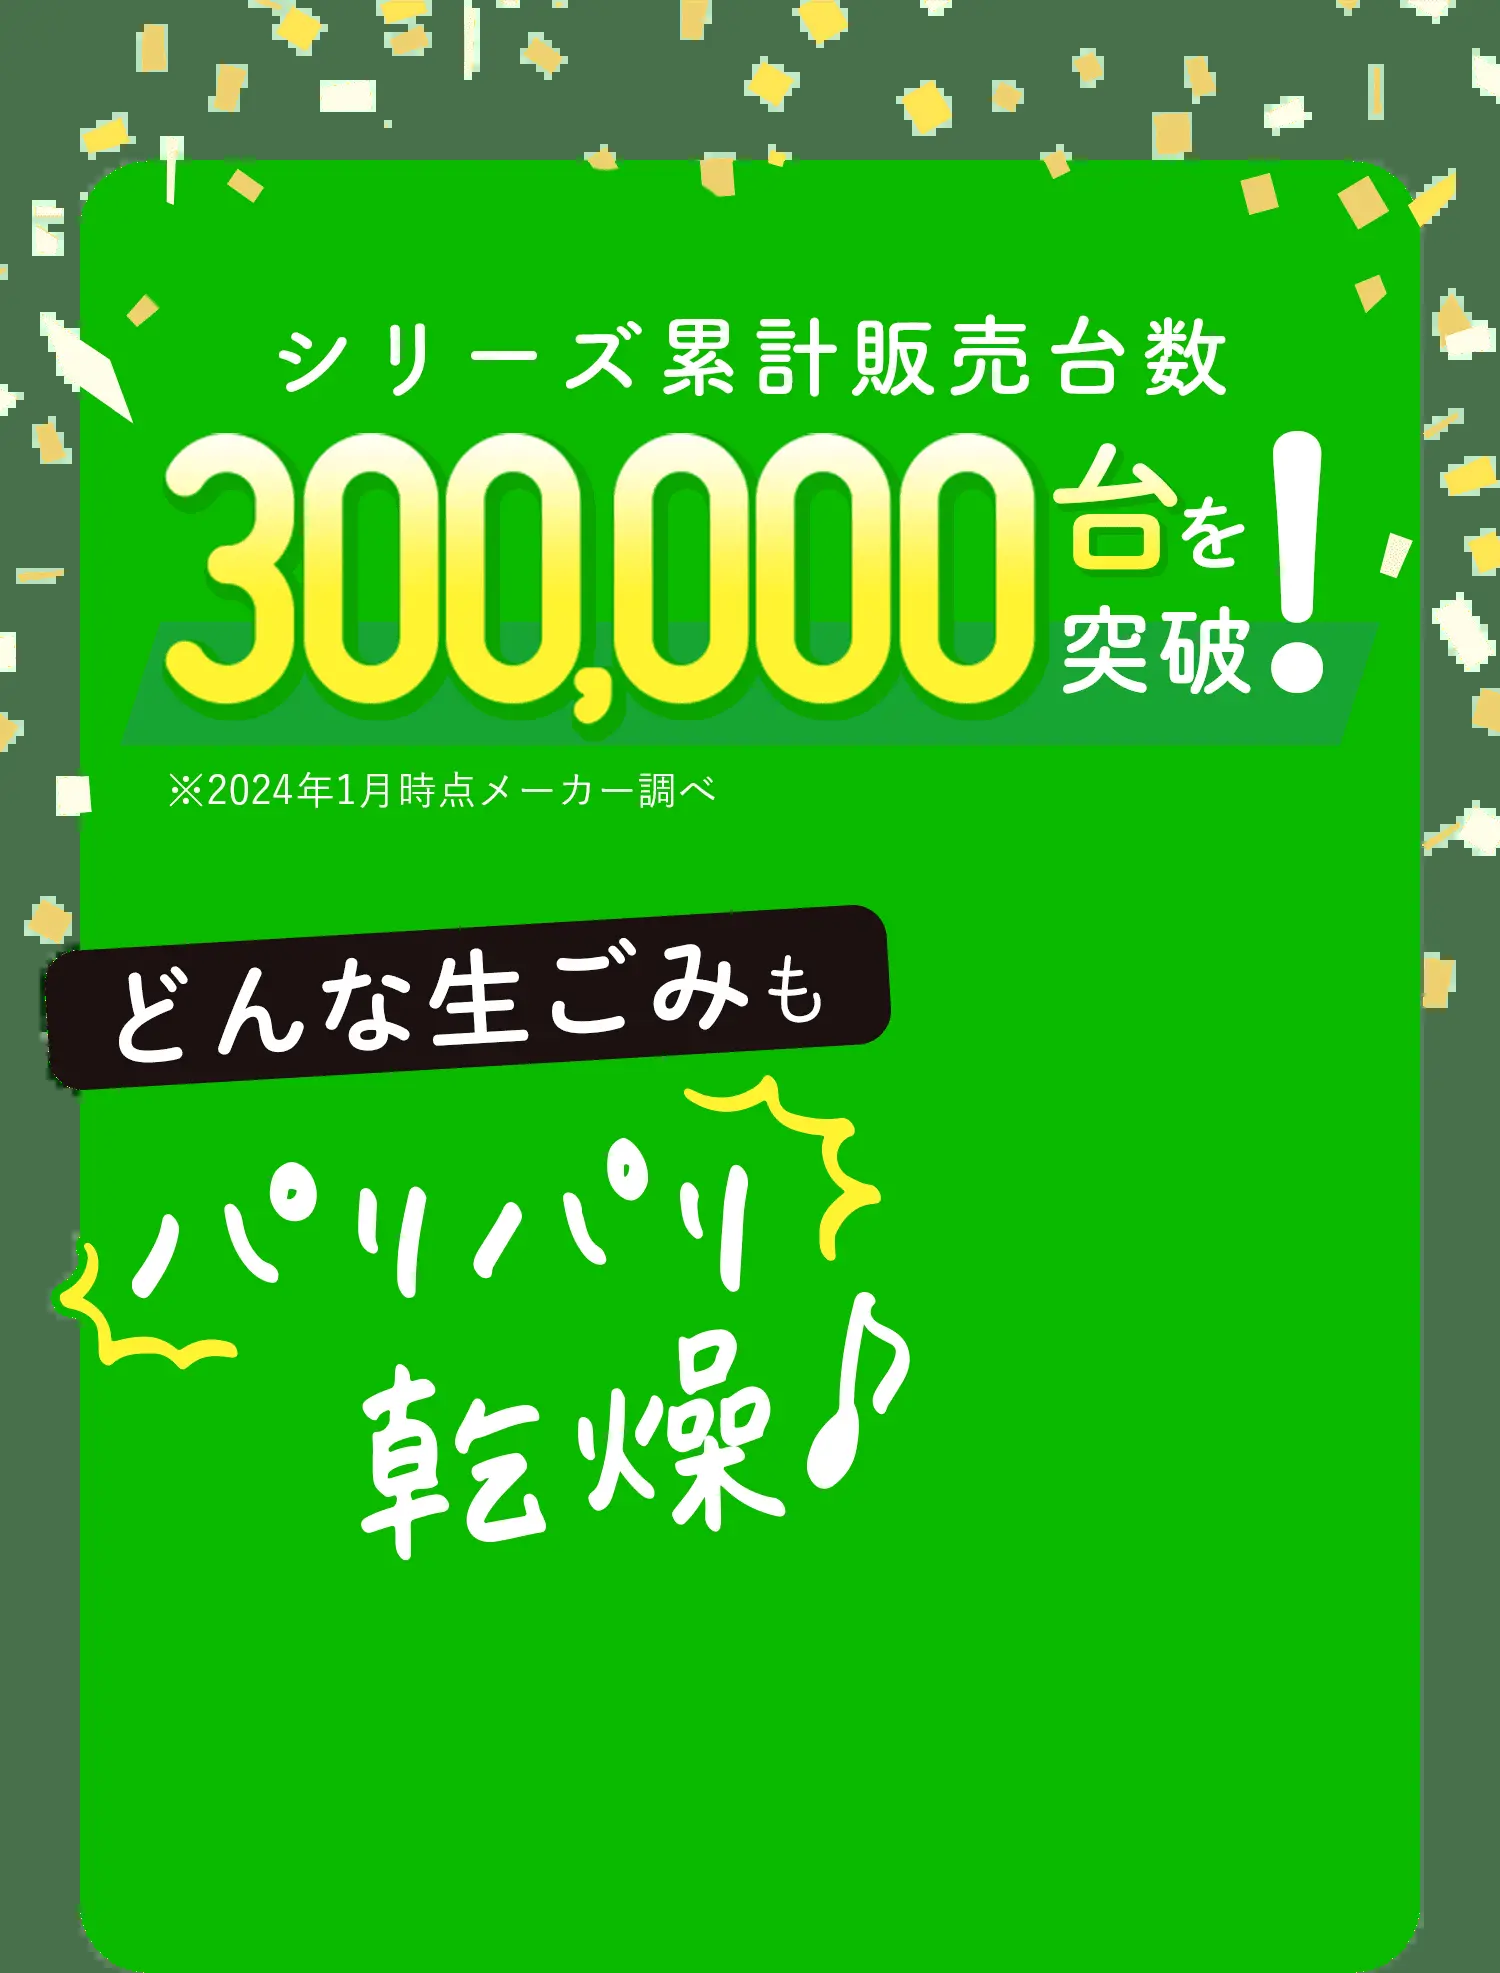 シリーズ累計販売台数
300,000台を
突破!
※2024年1月時点メーカー調べ
どんな生ごみも
パリパリ
乾燥♪